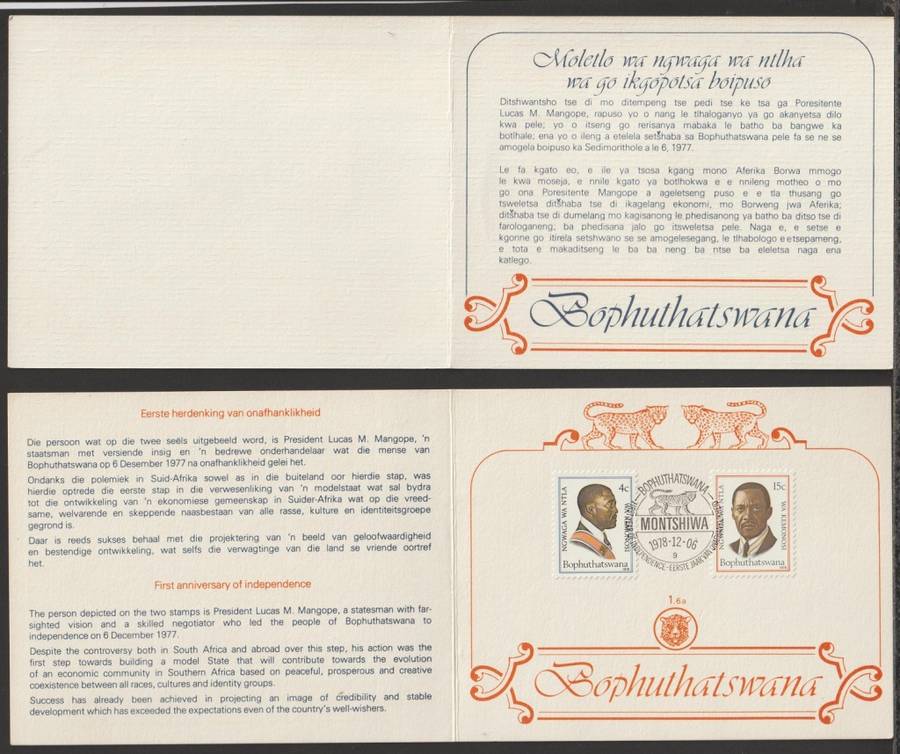 Moletlo wa ngwaga wa ntlha
wa go ikgopotsa boipuso
Ditshwantsho tse di mo ditempeng tse pedi tse ke tsa ga Poresitente
Lucas M. Mangope, rapuso yo o nang le tlhaloganyo ya go akanyetsa dilo
kwa pele; yo o itseng go rerisanya mabaka le batho ba bangwe ka
botlhale; ena yo o ileng a etelela setšhaba sa Bophuthatswana pele fa se ne se
amogela boipuso ka Sedimonthole a le 6, 1977.
Le fa kgato eo, e ile ya tsosa kgang mono Aferika Borwa mmogo
le kwa moseja, e nnile kgato ya botlhokwa e e nnileng motheo o mo
go ona Poresitente Mangope a ageletseng puso e e tla thusang go
tsweletsa ditšhaba tse di ikagelang ekonomi, mo Borweng jwa Aferika;
ditšhaba tse di dumelang mo kagisanong le phedisanong ya batho ba ditso tse di
farologaneng; ba phedisana jalo go itsweletsa pele. Naga e, e setse e
kgonne go itirela setshwano se se amogelesegang, le tlhabologo e etsepameng,
e tota e makaditseng le ba ba neng ba ntse ba eleletsa naga ena
katlego.
Bophuthatswana
Eerste herdenking van onafhanklikheid
Die persoon wat op die twee seëls uitgebeeld word, is President Lucas M. Mangope, 'n
staatsman met versiende insig en 'n bedrewe onderhandelaar wat die mense van
Bophuthatswana op 6 Desember 1977 na onafhanklikheid gelei het.
Ondanks die polemiek in Suid-Afrika sowel as in die buiteland oor hierdie stap, was
hierdie optrede die eerste stap in die verwesenliking van 'n modelstaat wat sal bydra
tot die ontwikkeling van 'n ekonomiese gemeenskap in Suider-Afrika wat op die vreed-
same, welvarende en skeppende naasbestaan van alle rasse, kulture en identiteitsgroepe
gegrond is.
Daar is reeds sukses behaal met die projektering van 'n beeld van geloofwaardigheid
en bestendige ontwikkeling, wat selfs die verwagtinge van die land se vriende oortref
het.
First anniversary of independence
The person depicted on the two stamps is President Lucas M. Mangope, a statesman with far-
sighted vision and a skilled negotiator who led the people of Bophuthatswana to
independence on 6 December 1977.
Despite the controversy both in South Africa and abroad over this step, his action was the
first step towards building a model State that will contribute towards the evolution
of an economic community in Southern Africa based on peaceful, prosperous and creative
coexistence between all races, cultures and identity groups.
Success has already been achieved in projecting an image of credibility and stable
development which has exceeded the expectations even of the country's well-wishers.
4c
NGWAGA WA NTLA
Bophuthatswana
BOPHUTHATSWANA
MONTSHIWA
1978-12-06
9
INDEPENDENCE-EERSTE JAAR VAN
15c
NGWAGA WA NTLA
WA KEMONOSI
Bophuthatswana
1.6a
Bophuthatswana